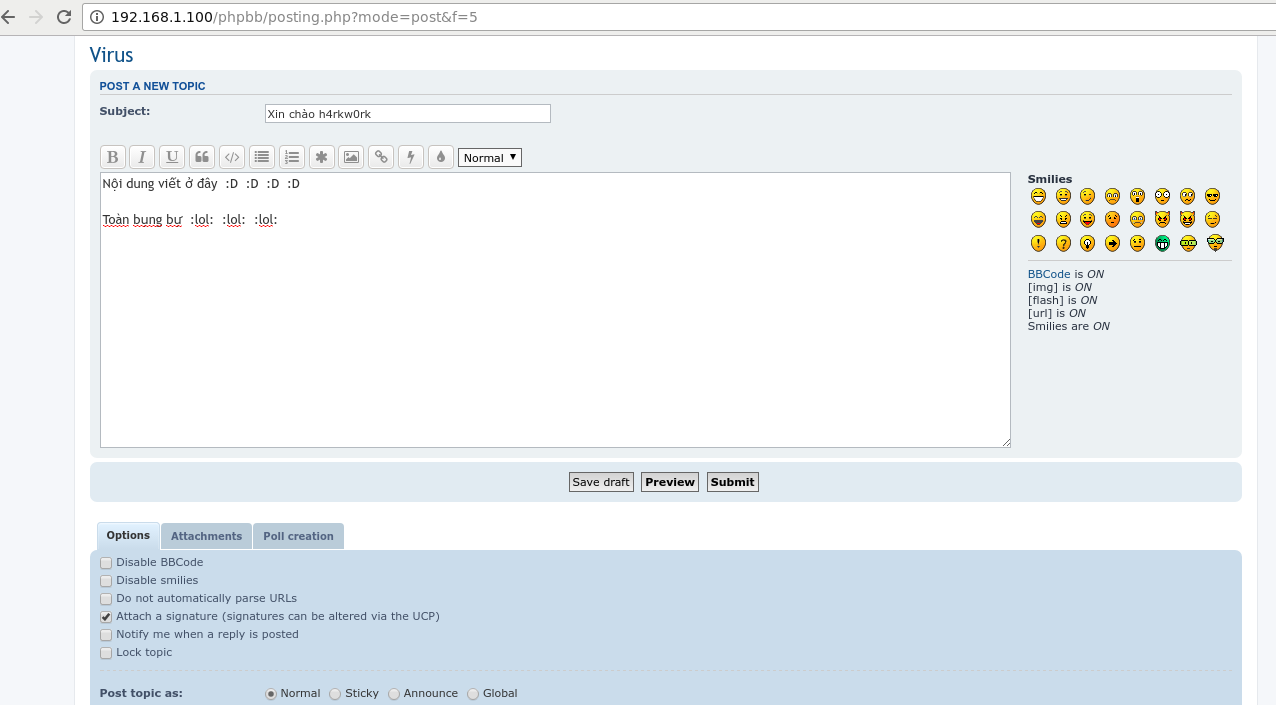 192.168.1.100/phpbb/posting.php?mode=post&f=5
Virus
POST A NEW TOPIC
Subject: Xin chào h4rkw0rk
B I U Normal
Nội dung viết ở đây :D :D :D :D
Toàn bung bư :lol: :lol: :lol:
Smilies
BBCode is ON
[img] is ON
[flash] is ON
[url] is ON
Smilies are ON
Save draft Preview Submit
Options Attachments Poll creation
Disable BBCode
Disable smilies
Do not automatically parse URLs
Attach a signature (signatures can be altered via the UCP)
Notify me when a reply is posted
Lock topic
Post topic as: Normal Sticky Announce Global